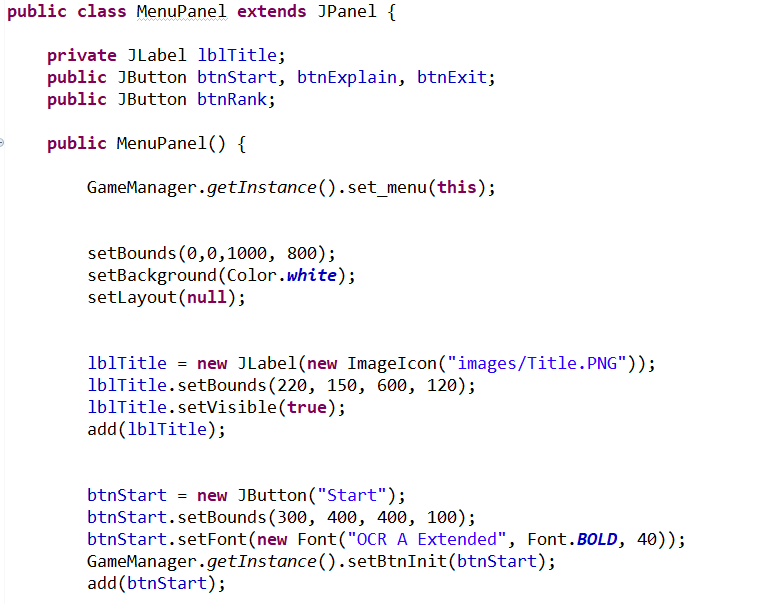 public class MenuPanel extends JPanel {
private JLabel lblTitle;
public JButton btnStart, btnExplain, btnExit;
public JButton btnRank;
public MenuPanel() {
GameManager.getInstance().set_menu(this);
setBounds(0,0,1000, 800);
setBackground(Color.white);
setLayout(null);
lblTitle = new JLabel(new ImageIcon("images/Title.PNG"));
lblTitle.setBounds(220, 150, 600, 120);
lblTitle.setVisible(true);
add(lblTitle);
btnStart = new JButton("Start");
btnStart.setBounds(300, 400, 400, 100);
btnStart.setFont(new Font("OCR A Extended", Font.BOLD, 40));
GameManager.getInstance().setBtnInit(btnStart);
add(btnStart);